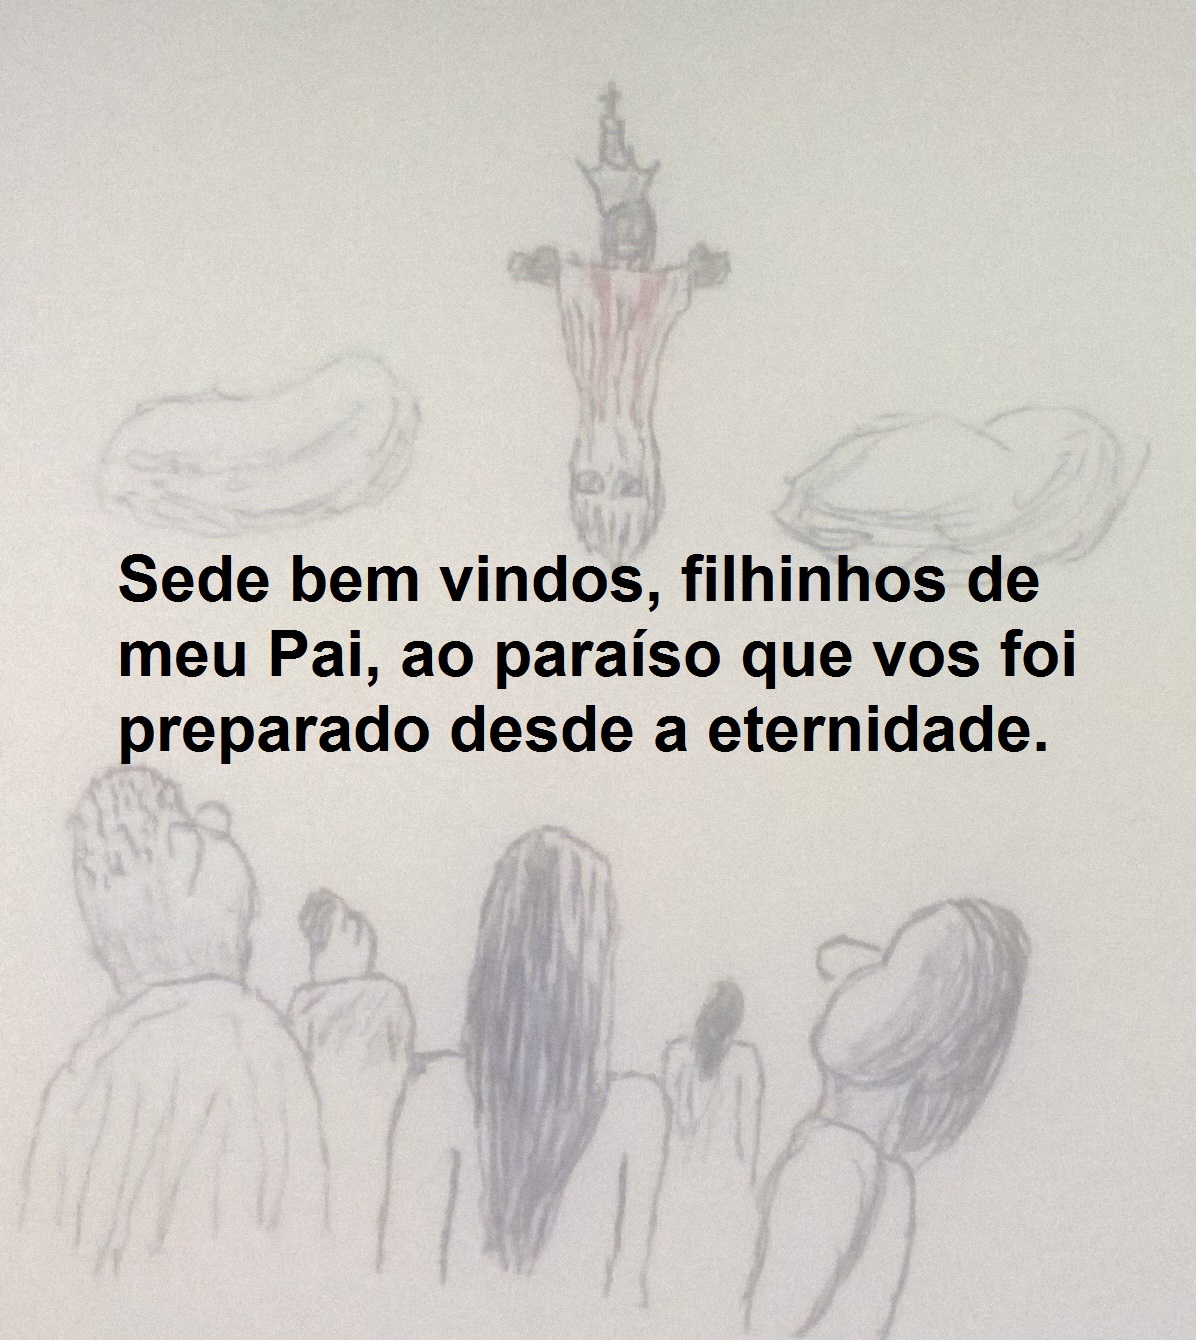 Sede bem vindos, filhinhos de
meu Pai, ao paraíso que vos foi
preparado desde a eternidade.